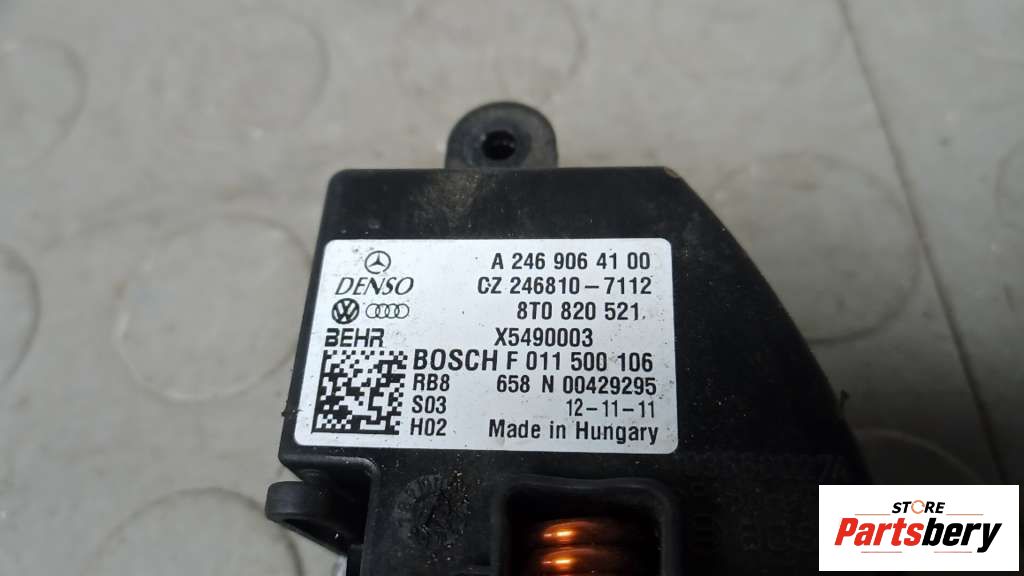 A 246 906 41 00
DENSO CZ 246810-7112
8T0 820 521
BEHR X5490003
BOSCH F 011 500 106
RB8 658 N 00429295
S03 12-11-11
H02 Made in Hungary
STORE
Partsbery